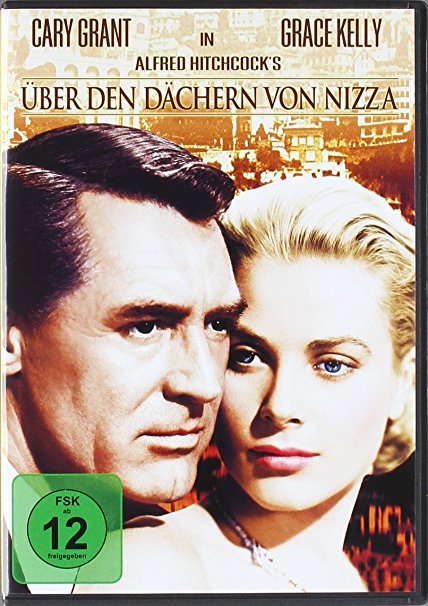 CARY GRANT IN GRACE KELLY
ALFRED HITCHCOCK'S
ÜBER DEN DÄCHERN VON NIZZA
FSK
ab
12
freigegeben